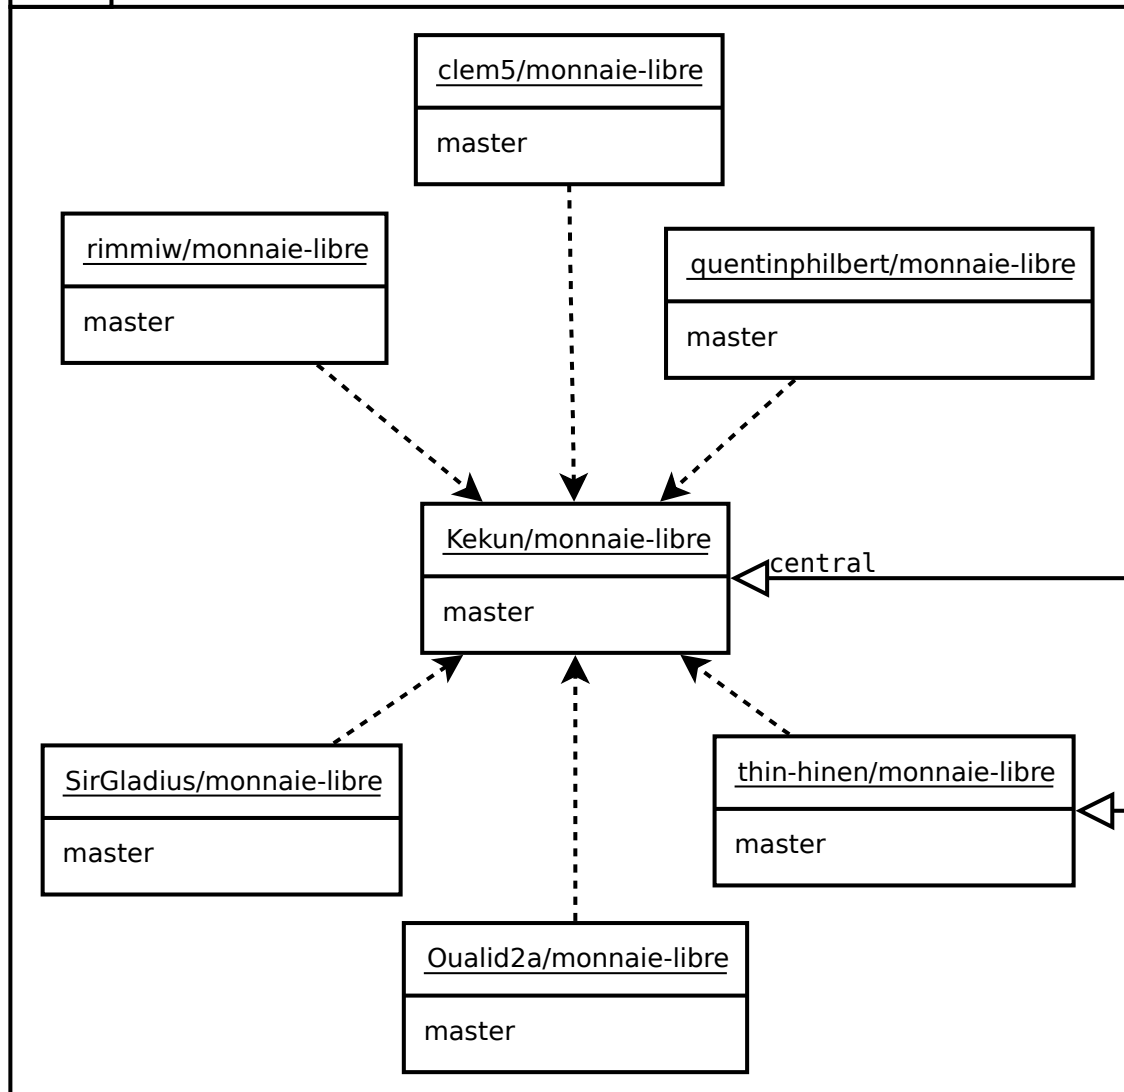 clem5/monnaie-libre
master
rimmiw/monnaie-libre
master
quentinphilbert/monnaie-libre
master
Kekun/monnaie-libre
master
central
SirGladius/monnaie-libre
master
thin-hinen/monnaie-libre
master
Oualid2a/monnaie-libre
master